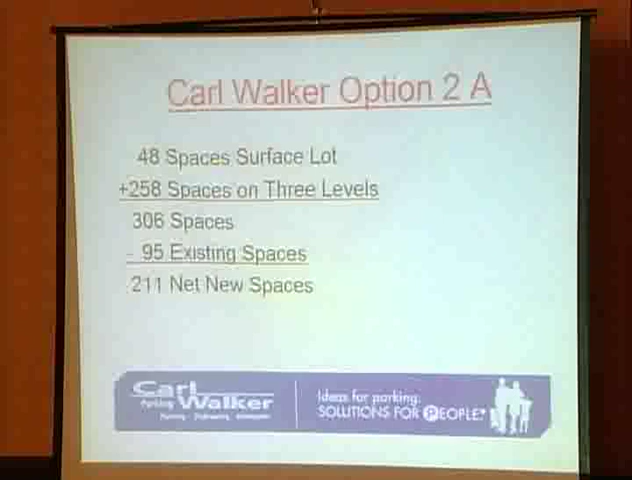 Carl Walker Option 2 A
48 Spaces Surface Lot
+258 Spaces on Three Levels
306 Spaces
- 95 Existing Spaces
211 Net New Spaces
Carl
Parking Walker
Ideas for parking.
SOLUTIONS FOR PEOPLE